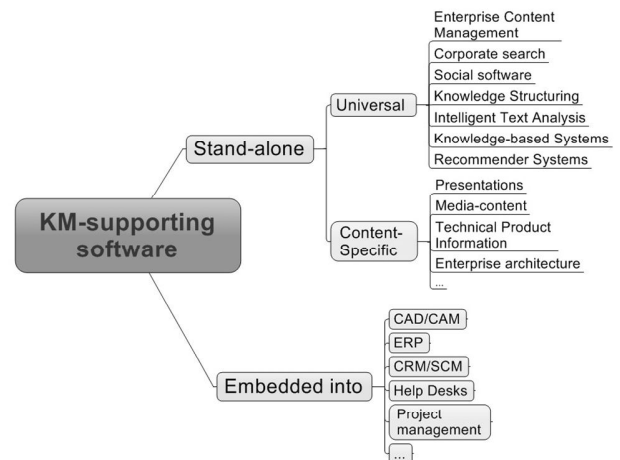 KM-supporting
software
Stand-alone
Universal
Enterprise Content
Management
Corporate search
Social software
Knowledge Structuring
Intelligent Text Analysis
Knowledge-based Systems
Recommender Systems
Content-
Specific
Presentations
Media-content
Technical Product
Information
Enterprise architecture
...
Embedded into
CAD/CAM
ERP
CRM/SCM
Help Desks
Project
management
...